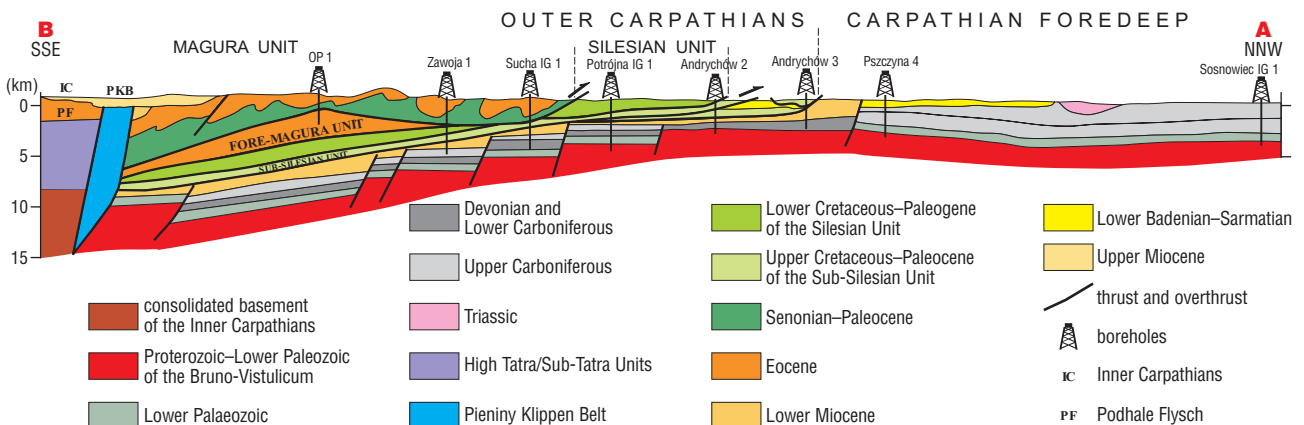 OUTER CARPATHIANS CARPATHIAN FOREDEEP
B A
SSE MAGURA UNIT SILESIAN UNIT NNW
OP 1 Zawoja 1 Sucha IG 1 Potrójna IG 1 Andrychów 2 Andrychów 3 Pszczyna 4 Sosnowiec IG 1
(km) IC PKB (km)
0 PF 0
FORE-MAGURA UNIT
SUB-SILESIAN UNIT
5 5
10
15
consolidated basement
of the Inner Carpathians
Proterozoic–Lower Paleozoic
of the Bruno-Vistulicum
Lower Palaeozoic
Devonian and
Lower Carboniferous
Upper Carboniferous
Triassic
High Tatra/Sub-Tatra Units
Pieniny Klippen Belt
Lower Cretaceous–Paleogene
of the Silesian Unit
Upper Cretaceous–Paleocene
of the Sub-Silesian Unit
Senonian–Paleocene
Eocene
Lower Miocene
Lower Badenian–Sarmatian
Upper Miocene
thrust and overthrust
boreholes
IC Inner Carpathians
PF Podhale Flysch